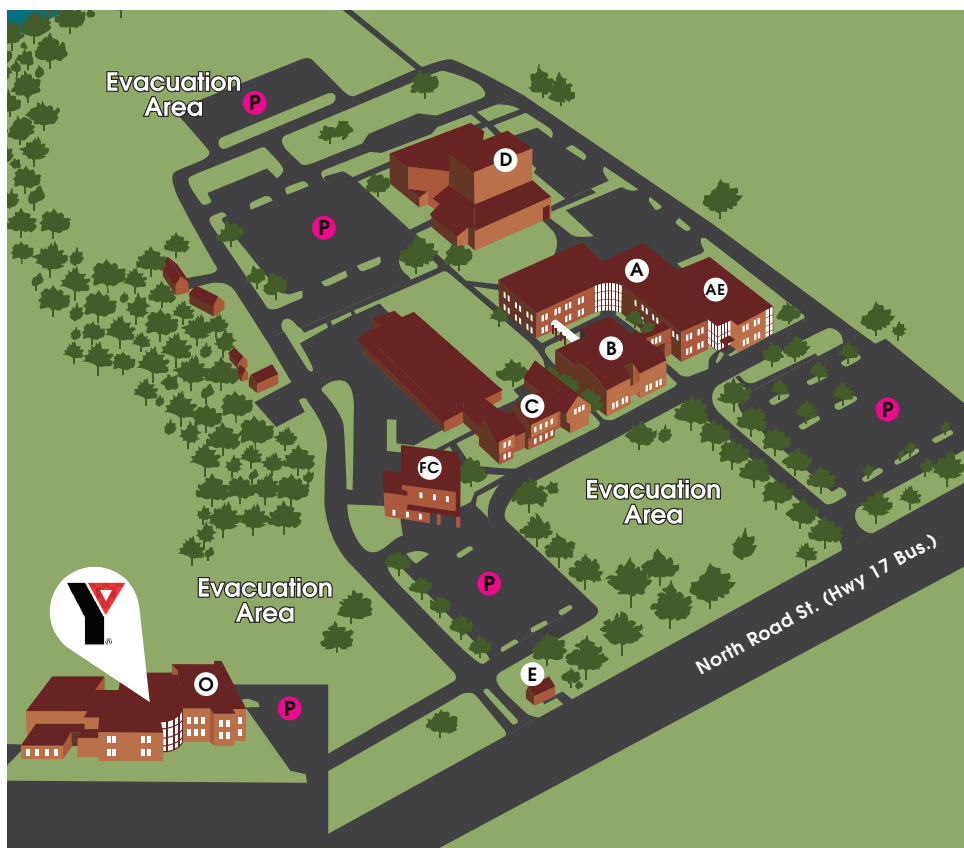 Evacuation
Area
P
D
P
A
AE
B
C
P
FC
Evacuation
Area
P
Evacuation
Area
North Road St. (Hwy 17 Bus.)
Y
®
E
O
P